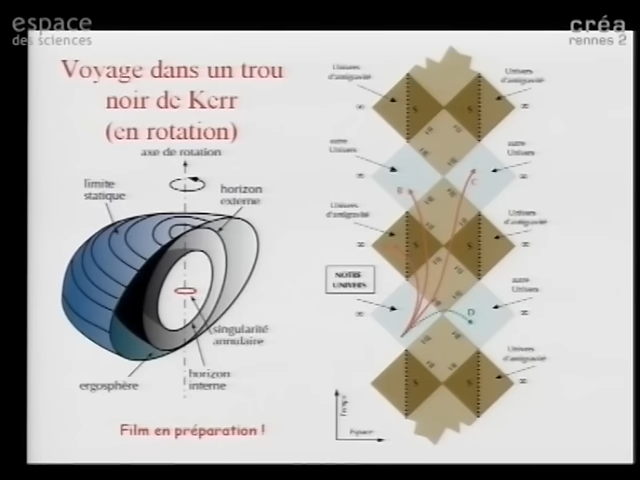 espace
des sciences
créa
rennes 2
Voyage dans un trou
noir de Kerr
(en rotation)
axe de rotation
limite
statique
horizon
externe
singularité
annulaire
horizon
interne
ergosphère
Film en préparation !
Univers
d'antigravité
Univers
d'antigravité
autre
Univers
autre
Univers
Univers
d'antigravité
Univers
d'antigravité
NOTRE
UNIVERS
autre
Univers
Univers
d'antigravité
S
S
B
C
S
S
D
S
S
∞
∞
∞
∞
∞
∞
∞
∞
∞
∞
Temps
Espace